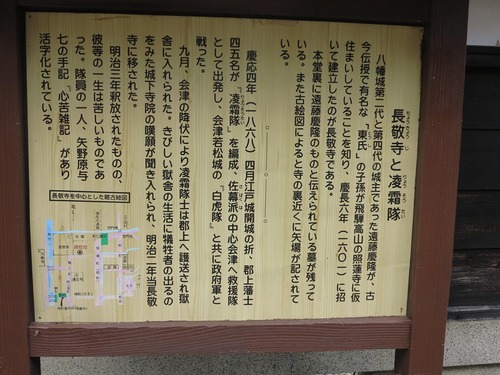 長敬寺と凌霜隊
八幡城第二代と第四代の城主であった遠藤慶隆が、古
今伝授で有名な『東氏』の子孫が飛騨高山の照蓮寺に仮
住まいしていることを知り、慶長六年（一六〇一）に招
いて建立したのが長敬寺である。
本堂裏に遠藤慶隆のものと伝えられている墓が残って
いる。また古絵図によると寺の裏近くに矢場が記されて
いる。
慶応四年（一八六八）四月江戸城開城の折、郡上藩士
四五名が『凌霜隊』を編成、佐幕派の中心会津へ救援隊
として出発し、会津若松城の『白虎隊』と共に政府軍と
戦った。
九月、会津の降伏により凌霜隊士は郡上へ護送され獄
舎に入れられた。きびしい獄舎の生活に犠牲者の出るの
をみた城下寺院の嘆願が聞き入れられ、明治二年当長敬
寺に移された。
明治三年釈放されたものの、
彼等の一生は苦しいものであ
った。隊員の一人、矢野原与
七の手記『心苦雑記』があり
活字化されている。
長敬寺を中心とした略古絵図